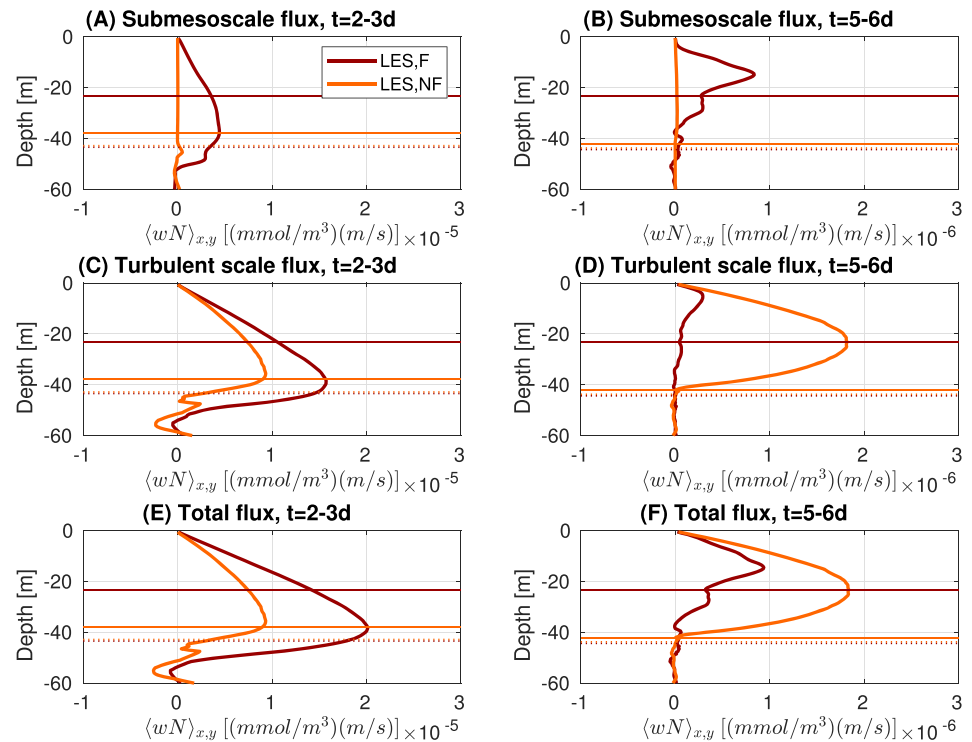 (A) Submesoscale flux, t=2-3d
0
-20
-40
-60
Depth [m]
LES,F
LES,NF
-1 0 1 2 3
⟨wN⟩x,y [(mmol/m³)(m/s)] ×10⁻⁵
(B) Submesoscale flux, t=5-6d
0
-20
-40
-60
Depth [m]
-1 0 1 2 3
⟨wN⟩x,y [(mmol/m³)(m/s)] ×10⁻⁶
(C) Turbulent scale flux, t=2-3d
0
-20
-40
-60
Depth [m]
-1 0 1 2 3
⟨wN⟩x,y [(mmol/m³)(m/s)] ×10⁻⁵
(D) Turbulent scale flux, t=5-6d
0
-20
-40
-60
Depth [m]
-1 0 1 2 3
⟨wN⟩x,y [(mmol/m³)(m/s)] ×10⁻⁶
(E) Total flux, t=2-3d
0
-20
-40
-60
Depth [m]
-1 0 1 2 3
⟨wN⟩x,y [(mmol/m³)(m/s)] ×10⁻⁵
(F) Total flux, t=5-6d
0
-20
-40
-60
Depth [m]
-1 0 1 2 3
⟨wN⟩x,y [(mmol/m³)(m/s)] ×10⁻⁶